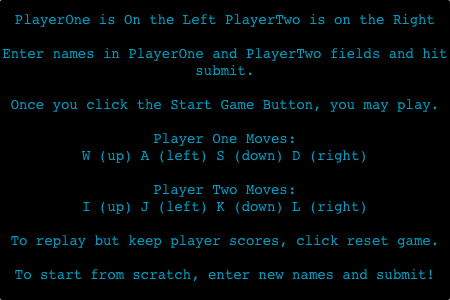 PlayerOne is On the Left PlayerTwo is on the Right
Enter names in PlayerOne and PlayerTwo fields and hit
submit.
Once you click the Start Game Button, you may play.
Player One Moves:
W (up) A (left) S (down) D (right)
Player Two Moves:
I (up) J (left) K (down) L (right)
To replay but keep player scores, click reset game.
To start from scratch, enter new names and submit!